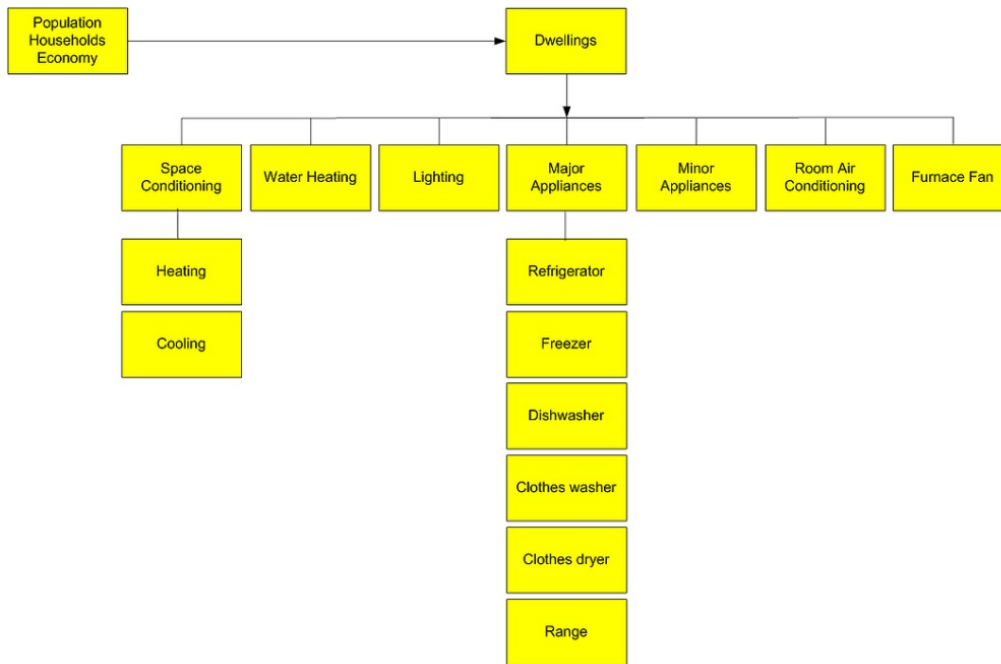 Population
Households
Economy
Dwellings
Space
Conditioning
Water Heating
Lighting
Major
Appliances
Minor
Appliances
Room Air
Conditioning
Furnace Fan
Heating
Refrigerator
Cooling
Freezer
Dishwasher
Clothes washer
Clothes dryer
Range